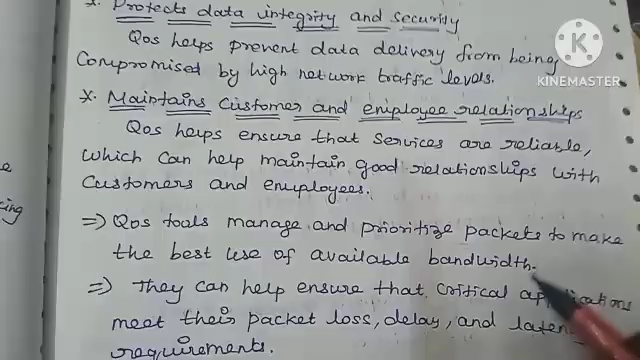 *. Protects data integrity and security
Qos helps prevent data delivery from being
compromised by high network traffic levels.
KINEMASTER
*. Maintains Customer and employee relationships
Qos helps ensure that services are reliable,
which can help maintain good relationships with
customers and employees.
⇒ Qos tools manage and prioritize packets to make
the best use of available bandwidth.
⇒ They can help ensure that critical applications
meet their packet loss, delay, and
requirements.